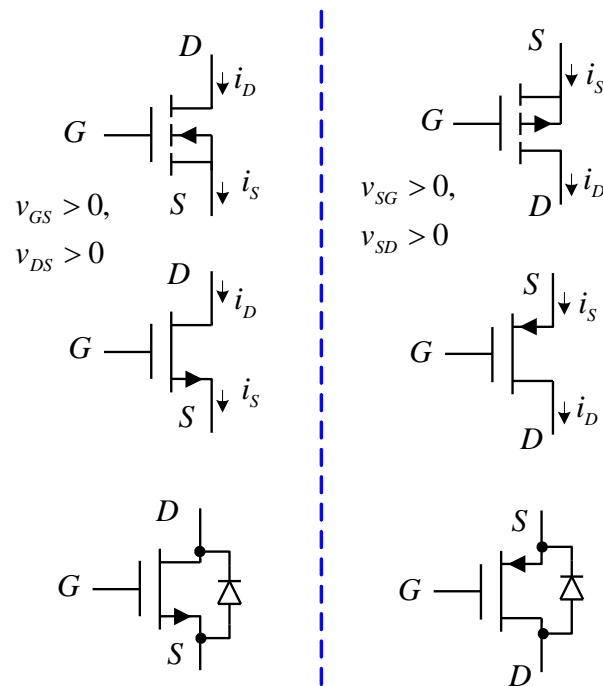 D
i_D
G
i_S
S
v_GS > 0,
v_DS > 0
D
i_D
G
i_S
S
D
G
S
S
i_S
G
i_D
D
v_SG > 0,
v_SD > 0
S
i_S
G
i_D
D
S
G
D